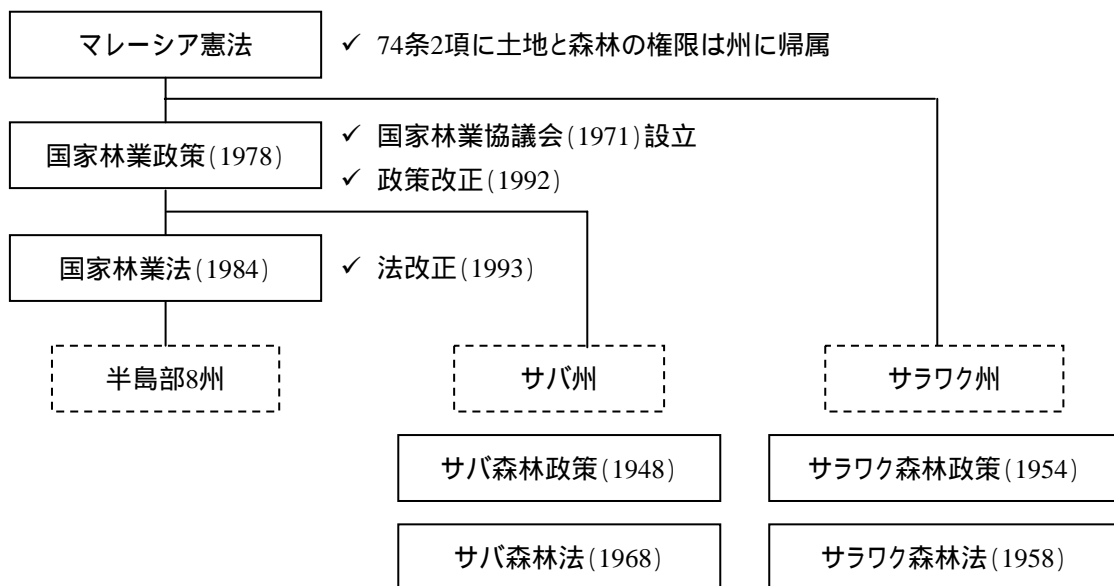 マレーシア憲法
✓ 74条2項に土地と森林の権限は州に帰属
国家林業政策(1978)
✓ 国家林業協議会(1971)設立
✓ 政策改正(1992)
国家林業法(1984)
✓ 法改正(1993)
半島部8州
サバ州
サラワク州
サバ森林政策(1948)
サラワク森林政策(1954)
サバ森林法(1968)
サラワク森林法(1958)